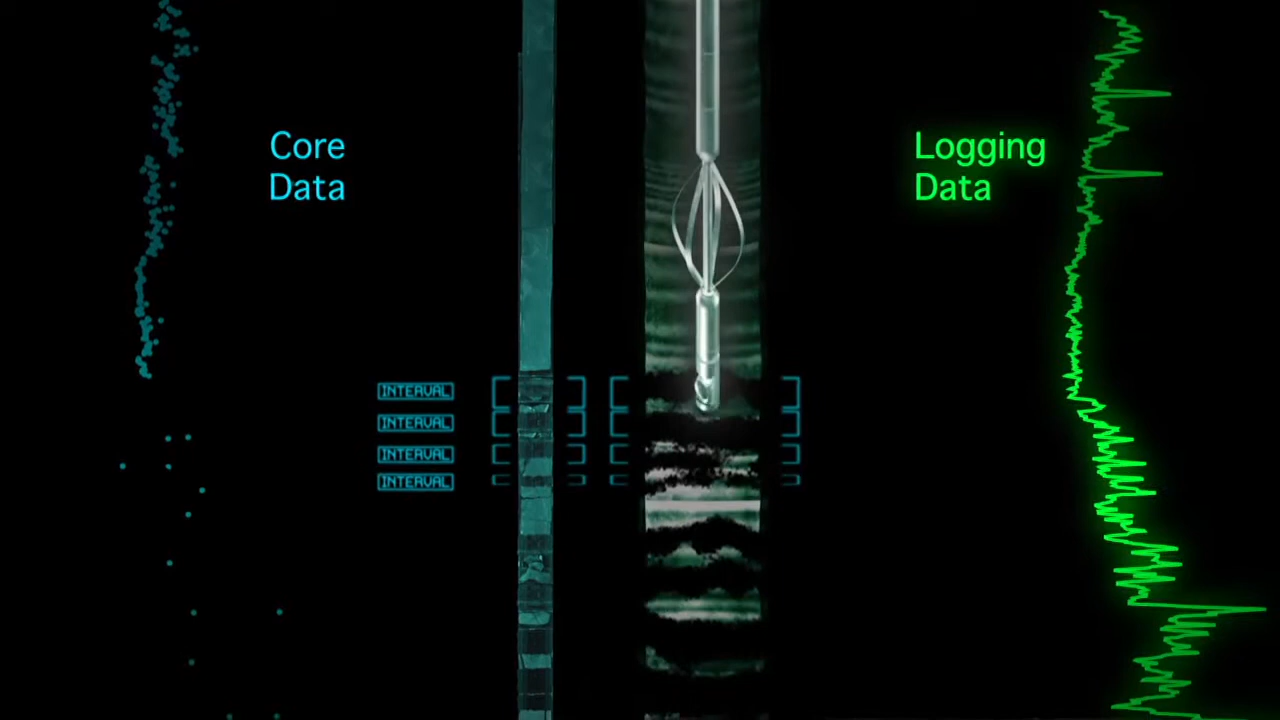 Core
Data
Logging
Data
INTERVAL
INTERVAL
INTERVAL
INTERVAL